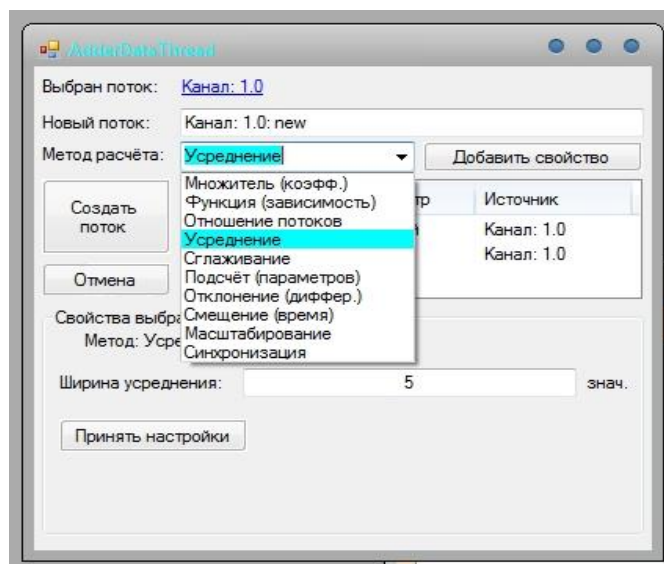 AdderDataThread
Выбран поток: Канал: 1.0
Новый поток: Канал: 1.0: new
Метод расчёта: Усреднение Добавить свойство
Создать поток
Источник
Канал: 1.0
Канал: 1.0
Множитель (коэфф.)
Функция (зависимость)
Отношение потоков
Усреднение
Сглаживание
Подсчёт (параметров)
Отклонение (диффер.)
Смещение (время)
Масштабирование
Синхронизация
Отмена
Свойства выбр
Метод: Усре
Ширина усреднения: 5 знач.
Принять настройки